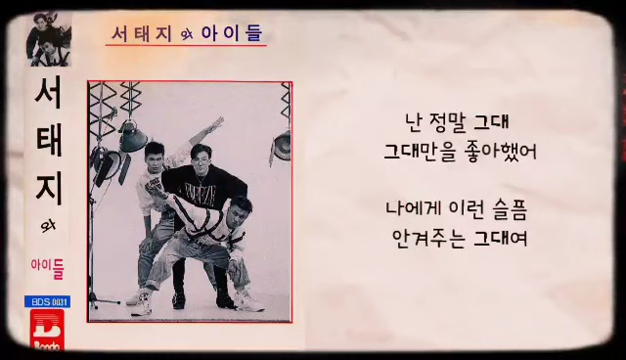 서태지와 아이들
서
태
지
와
아이들
BDS 0031
난 정말 그대
그대만을 좋아했어
나에게 이런 슬픔
안겨주는 그대여